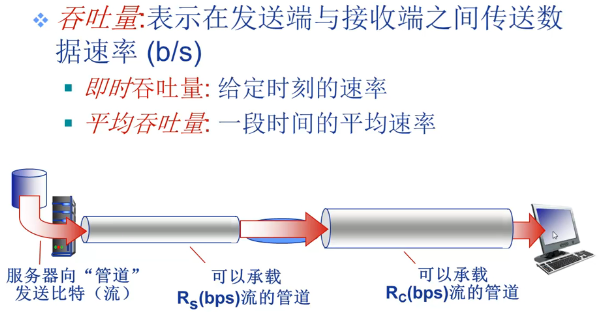 吞吐量:表示在发送端与接收端之间传送数
据速率 (b/s)
即时吞吐量: 给定时刻的速率
平均吞吐量: 一段时间的平均速率
服务器向“管道”
发送比特（流）
可以承载
Rs(bps)流的管道
可以承载
Rc(bps)流的管道